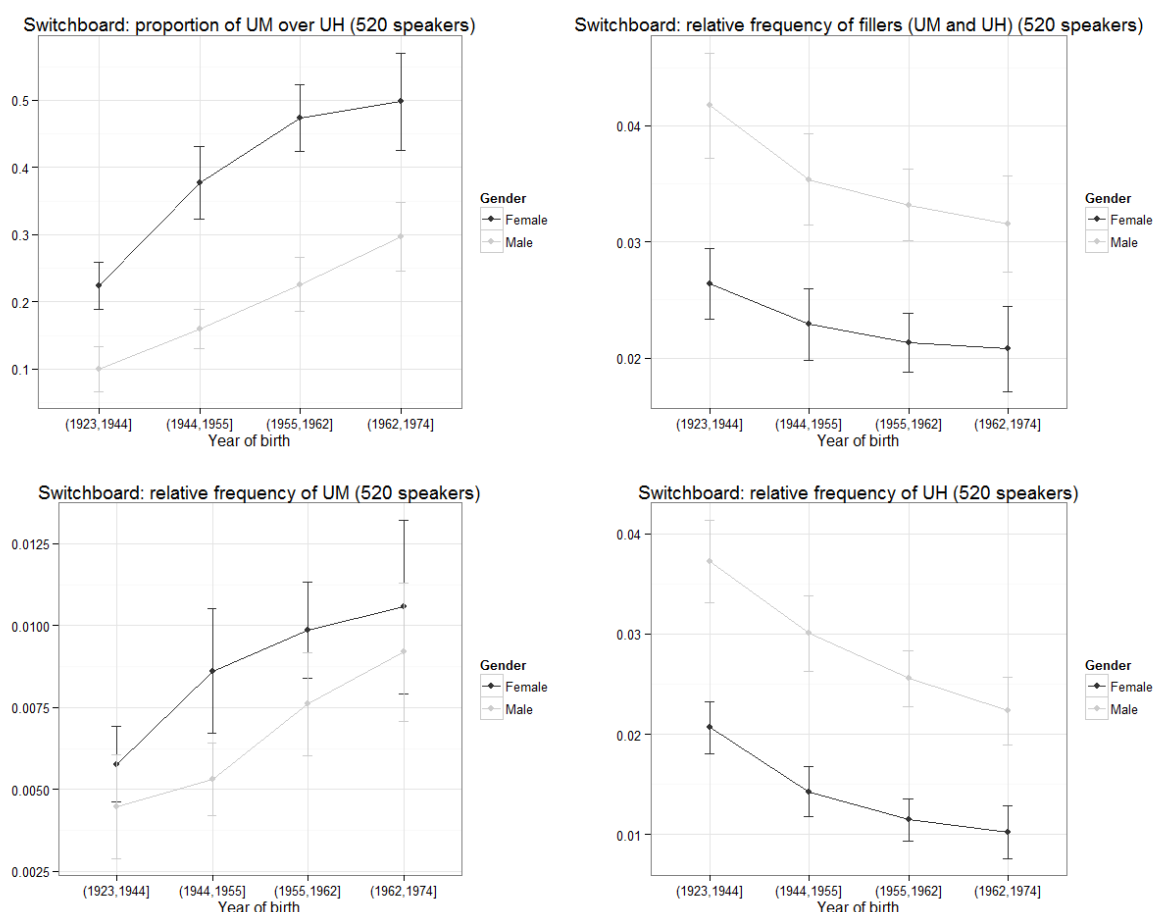 Switchboard: proportion of UM over UH (520 speakers)
0.5
0.4
0.3
0.2
0.1
(1923,1944] (1944,1955] (1955,1962] (1962,1974]
Year of birth
Gender
Female
Male
Switchboard: relative frequency of fillers (UM and UH) (520 speakers)
0.04
0.03
0.02
(1923,1944] (1944,1955] (1955,1962] (1962,1974]
Year of birth
Gender
Female
Male
Switchboard: relative frequency of UM (520 speakers)
0.0125
0.0100
0.0075
0.0050
0.0025
(1923,1944] (1944,1955] (1955,1962] (1962,1974]
Year of birth
Gender
Female
Male
Switchboard: relative frequency of UH (520 speakers)
0.04
0.03
0.02
0.01
(1923,1944] (1944,1955] (1955,1962] (1962,1974]
Year of birth
Gender
Female
Male